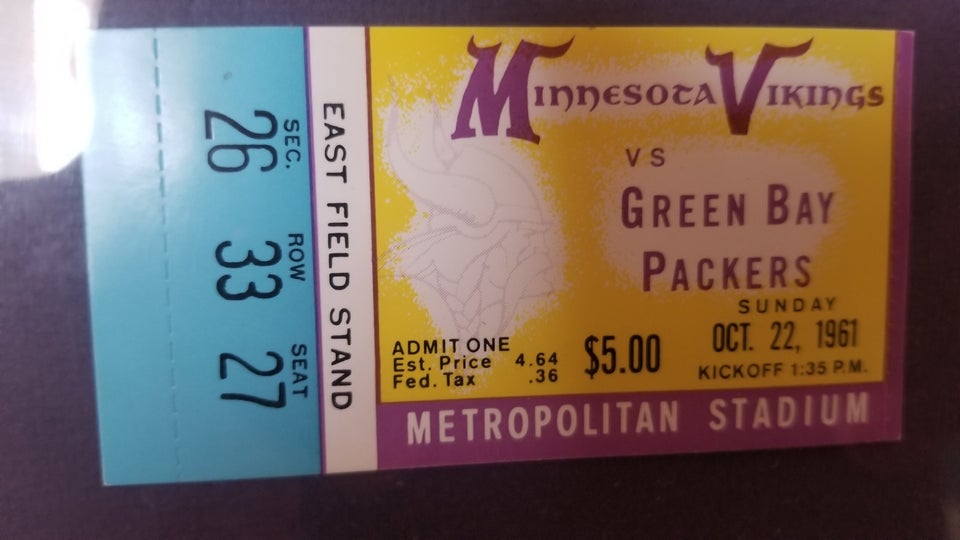 SEC. ROW SEAT
26 33 27
EAST FIELD STAND
MINNESOTA VIKINGS
VS
GREEN BAY
PACKERS
SUNDAY
OCT. 22, 1961
KICKOFF 1:35 P.M.
ADMIT ONE
Est. Price 4.64
Fed. Tax .36
$5.00
METROPOLITAN STADIUM